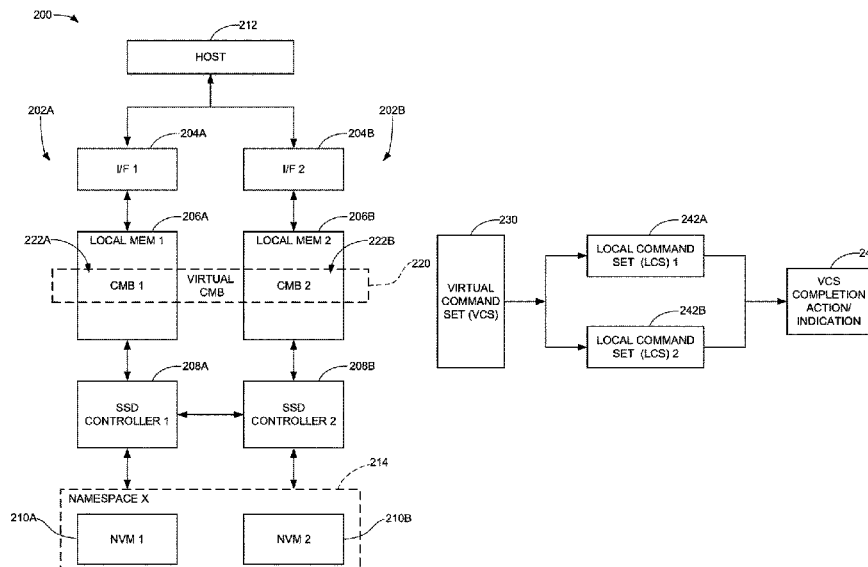 200
212
HOST
202A
204A
204B
202B
I/F 1
I/F 2
206A
206B
222A
LOCAL MEM 1
LOCAL MEM 2
222B
CMB 1
VIRTUAL
CMB
CMB 2
220
208A
208B
SSD
CONTROLLER 1
SSD
CONTROLLER 2
214
NAMESPACE X
210A
NVM 1
NVM 2
210B
230
VIRTUAL
COMMAND
SET (VCS)
242A
LOCAL COMMAND
SET (LCS) 1
242B
LOCAL COMMAND
SET (LCS) 2
VCS
COMPLETION
ACTION/
INDICATION